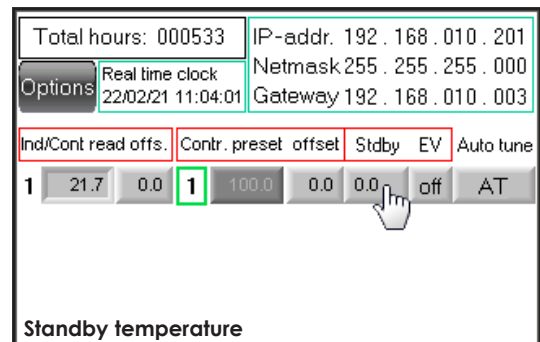 Total hours: 000533
IP-addr. 192 . 168 . 010 . 201
Options
Real time clock
22/02/21 11:04:01
Netmask 255 . 255 . 255 . 000
Gateway 192 . 168 . 010 . 003
Ind/Cont read offs. Contr. preset offset Stdby EV Auto tune
1 21.7 0.0 1 100.0 0.0 0.0 off AT
Standby temperature